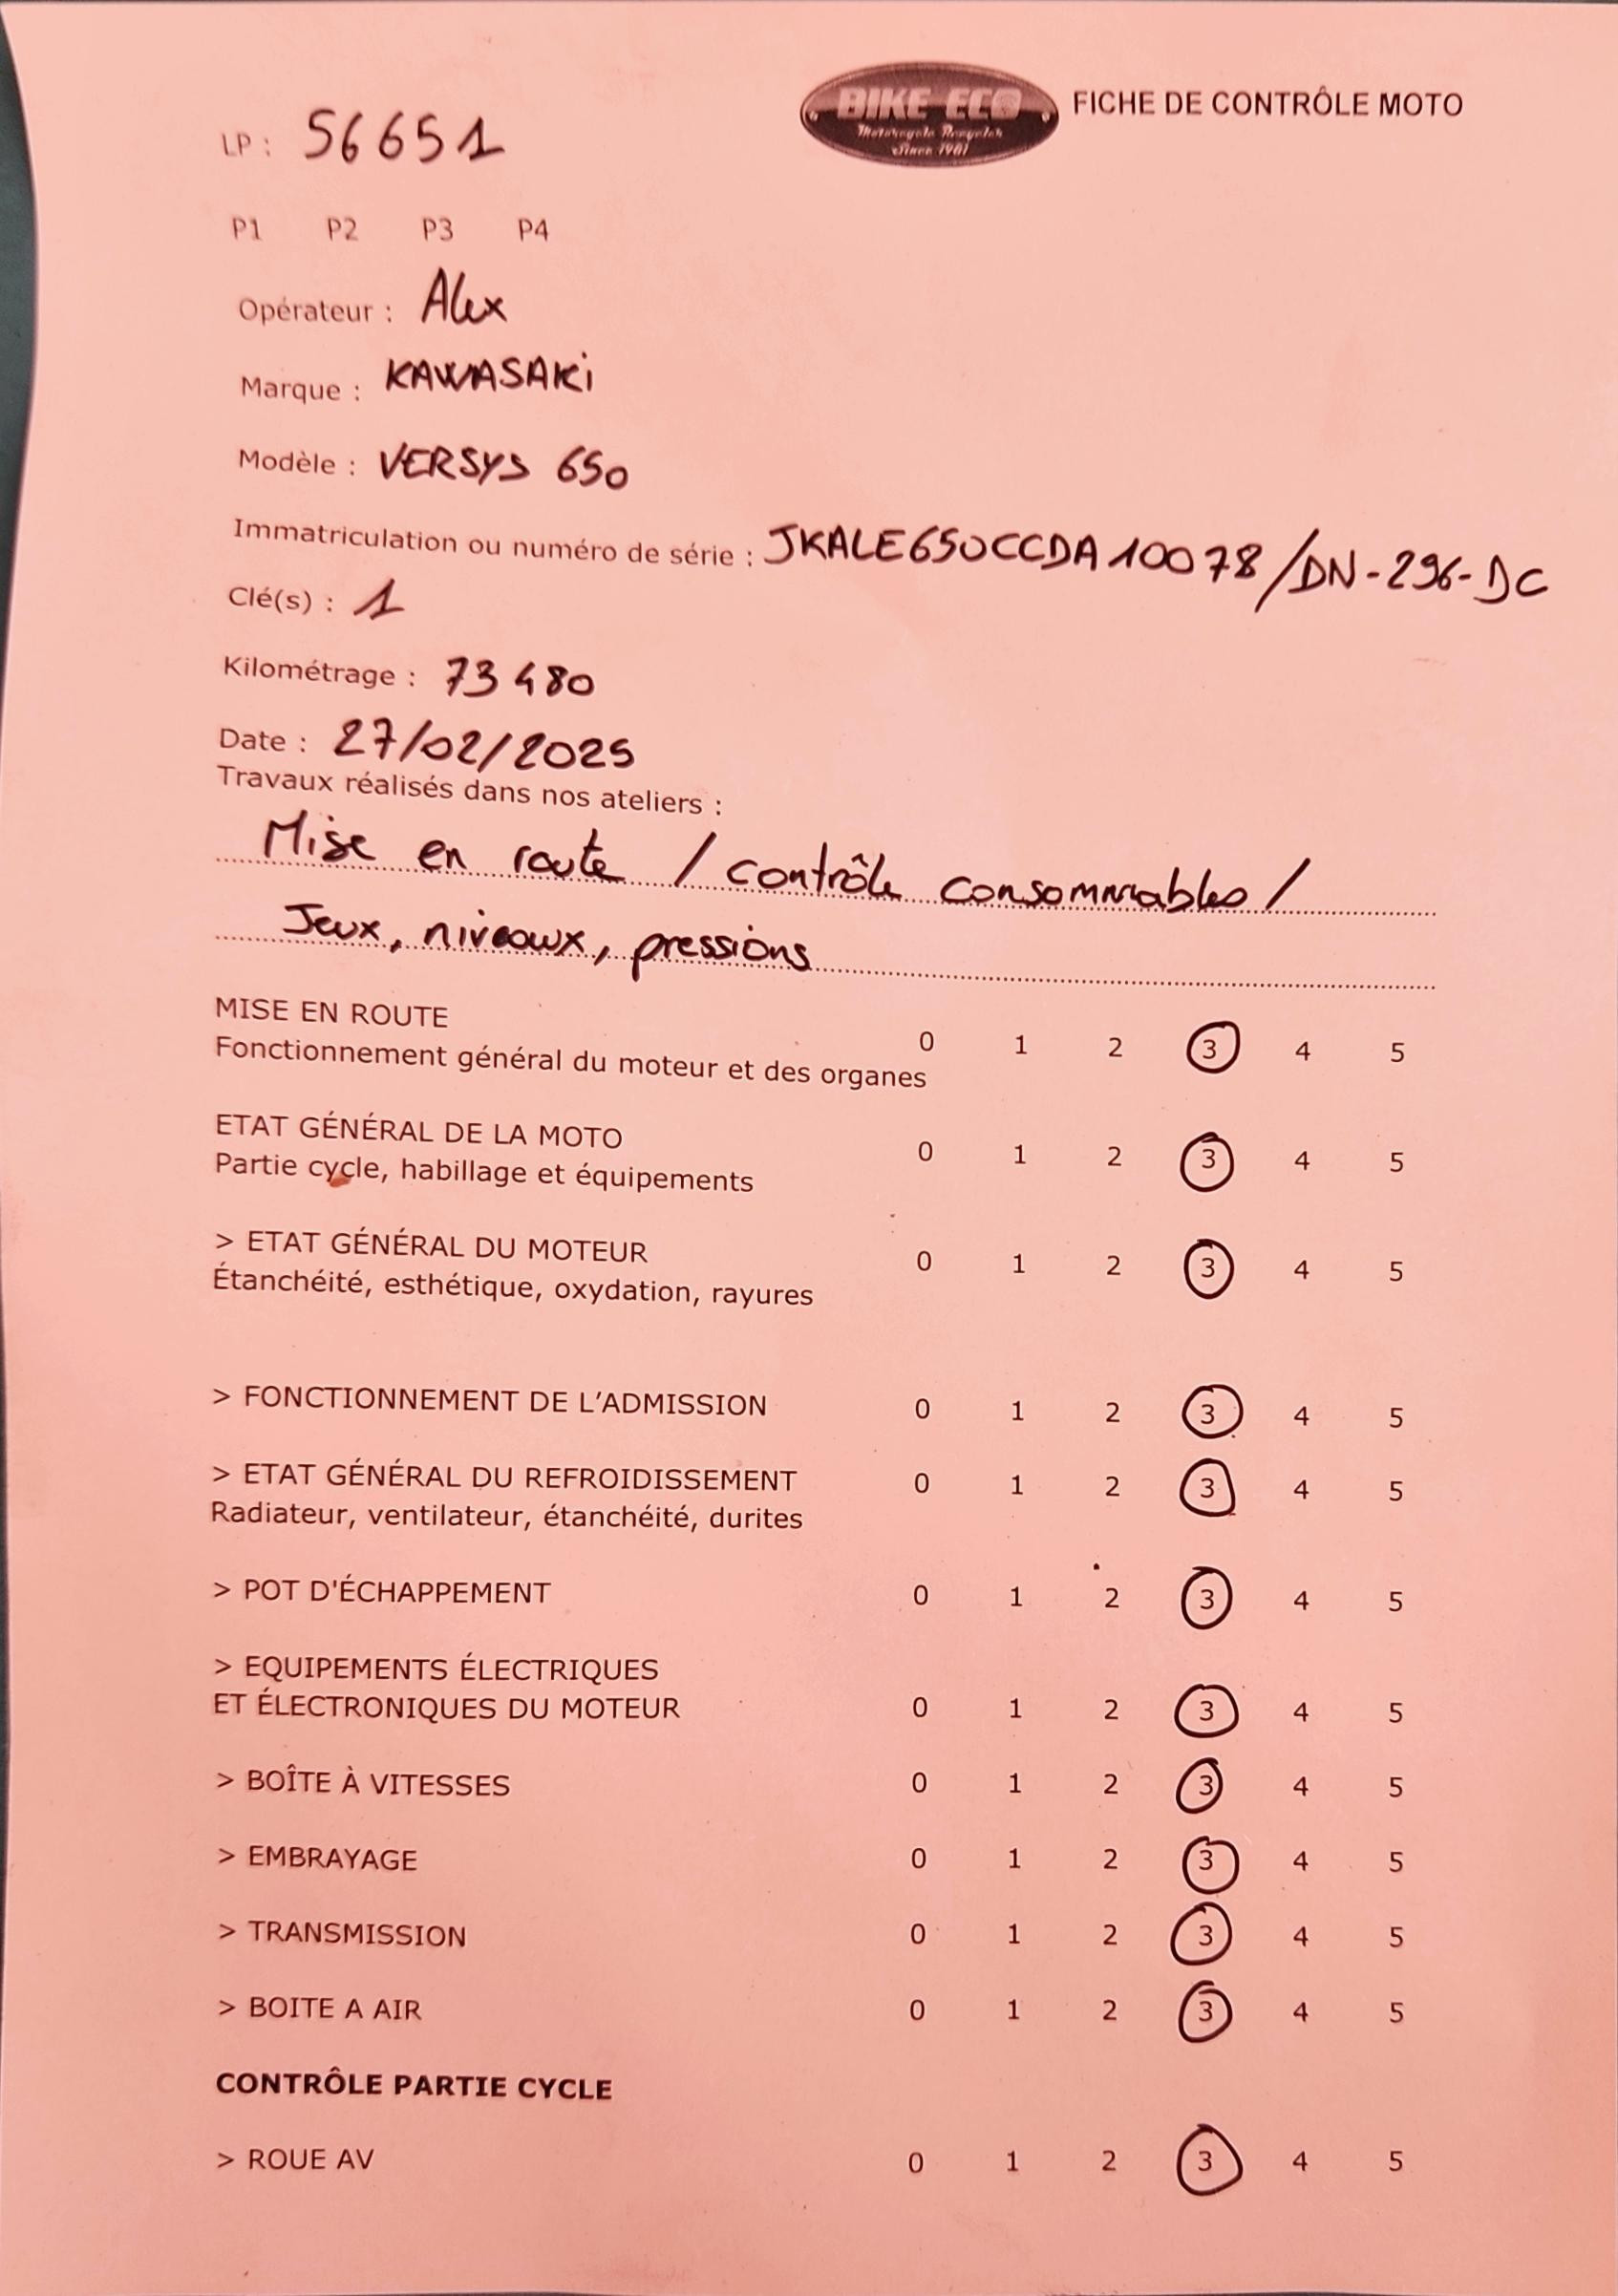 BIKE ECO
Motorcycle Recycler
Since 1981
FICHE DE CONTRÔLE MOTO
LP : 56651
P1 P2 P3 P4
Opérateur : Alex
Marque : KAWASAKi
Modèle : VERSYS 650
Immatriculation ou numéro de série : JKALE650CCDA10078/DN-296-DC
Clé(s) : 1
Kilométrage : 73 480
Date : 27/02/2025
Travaux réalisés dans nos ateliers :
Mise en route / contrôle consommables /
Jeux, niveaux, pressions
MISE EN ROUTE
Fonctionnement général du moteur et des organes 0 1 2 3 4 5
ETAT GÉNÉRAL DE LA MOTO
Partie cycle, habillage et équipements 0 1 2 3 4 5
> ETAT GÉNÉRAL DU MOTEUR 0 1 2 3 4 5
Étanchéité, esthétique, oxydation, rayures
> FONCTIONNEMENT DE L'ADMISSION 0 1 2 3 4 5
> ETAT GÉNÉRAL DU REFROIDISSEMENT 0 1 2 3 4 5
Radiateur, ventilateur, étanchéité, durites
> POT D'ÉCHAPPEMENT 0 1 2 3 4 5
> EQUIPEMENTS ÉLECTRIQUES
ET ÉLECTRONIQUES DU MOTEUR 0 1 2 3 4 5
> BOÎTE À VITESSES 0 1 2 3 4 5
> EMBRAYAGE 0 1 2 3 4 5
> TRANSMISSION 0 1 2 3 4 5
> BOITE A AIR 0 1 2 3 4 5
CONTRÔLE PARTIE CYCLE
> ROUE AV 0 1 2 3 4 5